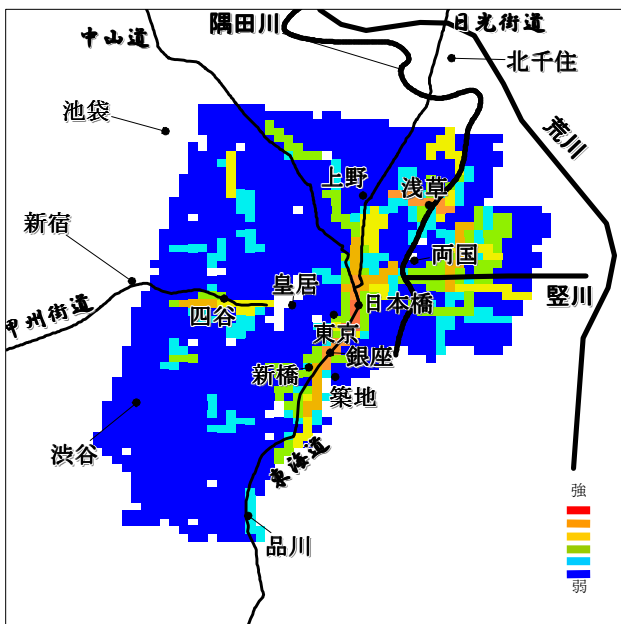 隅田川
日光街道
中山道
北千住
池袋
荒川
上野
浅草
新宿
両国
皇居
竪川
日本橋
甲州街道
四谷
東京
銀座
新橋
築地
渋谷
東海道
強
品川
弱